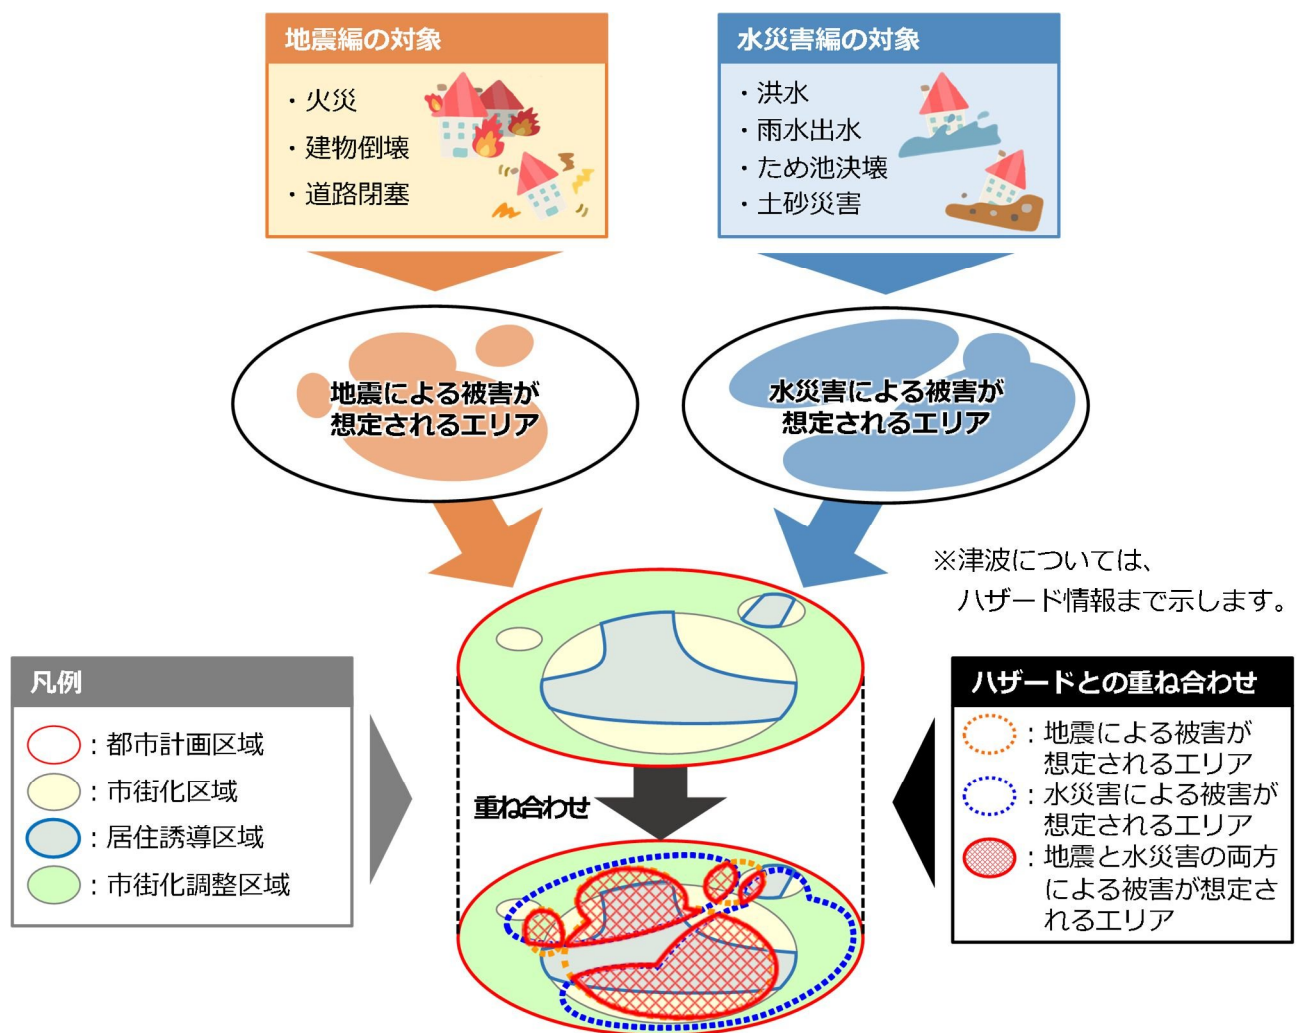 地震編の対象
・火災
・建物倒壊
・道路閉塞
水災害編の対象
・洪水
・雨水出水
・ため池決壊
・土砂災害
地震による被害が
想定されるエリア
水災害による被害が
想定されるエリア
※津波については、
ハザード情報まで示します。
凡例
：都市計画区域
：市街化区域
：居住誘導区域
：市街化調整区域
重ね合わせ
ハザードとの重ね合わせ
：地震による被害が
想定されるエリア
：水災害による被害が
想定されるエリア
：地震と水災害の両方
による被害が想定さ
れるエリア